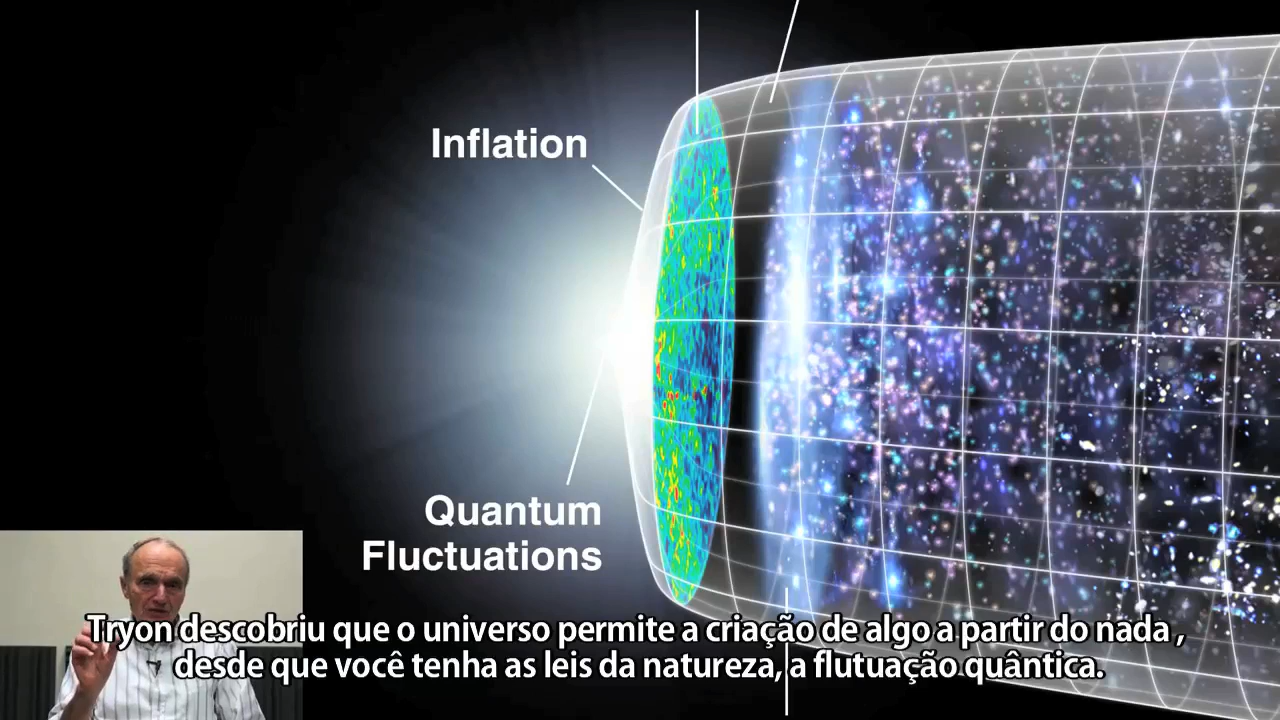 Inflation
Quantum
Fluctuations
Tryon descobriu que o universo permite a criação de algo a partir do nada ,
desde que você tenha as leis da natureza, a flutuação quântica.